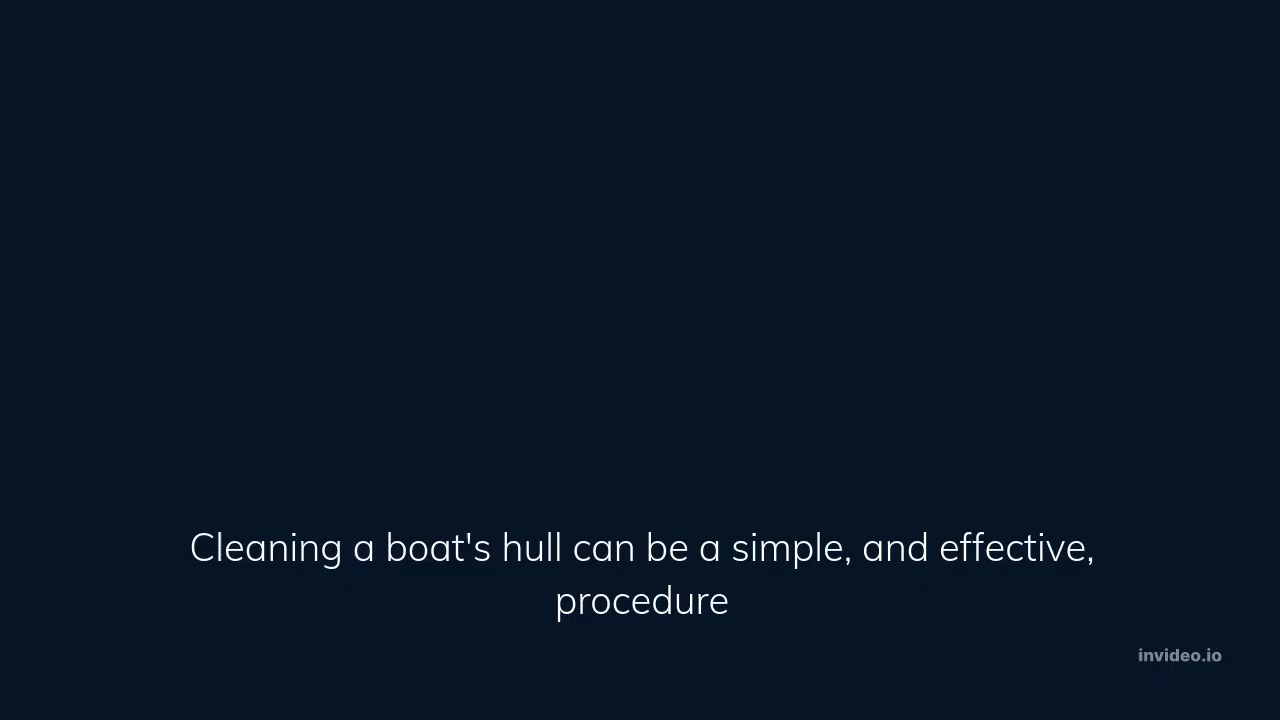 Cleaning a boat's hull can be a simple, and effective,
procedure
invideo.io